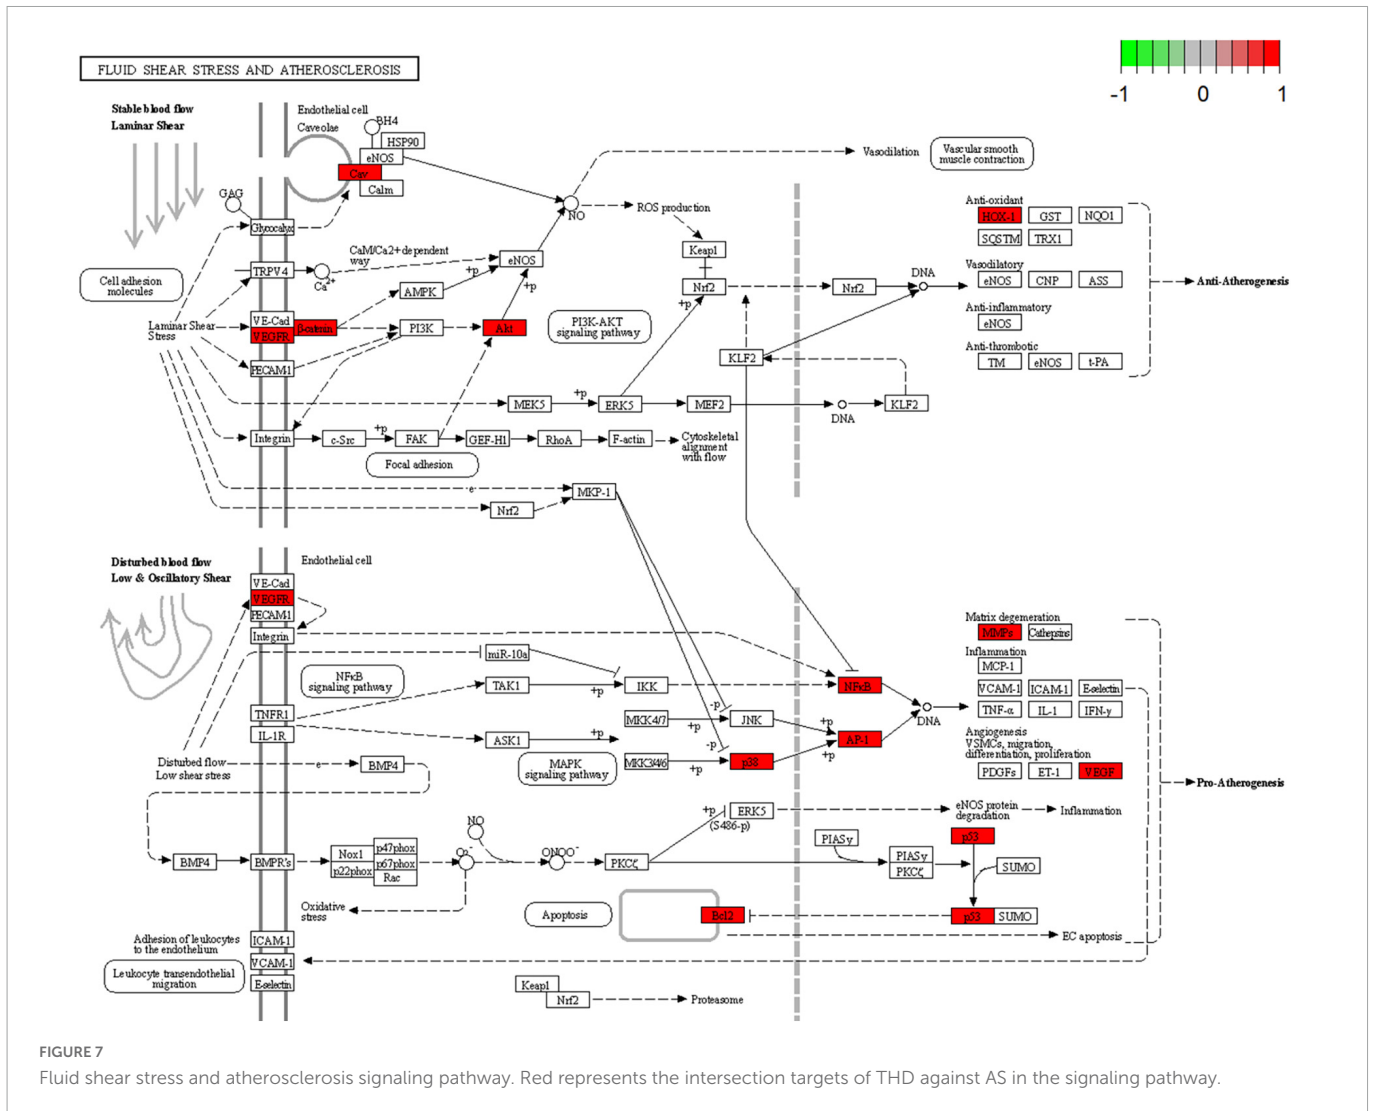 FLUID SHEAR STRESS AND ATHEROSCLEROSIS
-1 0 1
Stable blood flow
Laminar Shear
Endothelial cell
Caveolae
BH4
HSP90
eNOS
Cav
Calm
Vasodilation
Vascular smooth
muscle contraction
GAG
Glycocalyx
NO
ROS production
Anti-oxidant
HOX-1
GST
NQO1
SQSTM
TRX1
Keap1
CaM/Ca2+ dependent
way
eNOS
+p
TRPV4
Ca2+
Cell adhesion
molecules
AMPK
+p
Nrf2
+p
Nrf2
DNA
Vasodilatory
eNOS
CNP
ASS
Anti-Atherogenesis
Anti-inflammatory
eNOS
Laminar Shear
Stress
VE-Cad
VEGFR
β-catenin
PI3K
Akt
PI3K-AKT
signaling pathway
KLF2
Anti-thrombotic
TM
eNOS
t-PA
PECAM-1
MEK5
+p
ERK5
MEF2
DNA
KLF2
Integrin
c-Src
+p
FAK
GEF-H1
RhoA
F-actin
Cytoskeletal
alignment
with flow
Focal adhesion
e
MKP-1
Nrf2
Disturbed blood flow
Low & Oscillatory Shear
Endothelial cell
VE-Cad
VEGFR
PECAM-1
Integrin
Matrix degeneration
MMPs
Cathepsins
Inflammation
MCP-1
VCAM-1
ICAM-1
E-selectin
TNF-α
IL-1
IFN-γ
miR-10a
NFκB
signaling pathway
TAK1
+p
IKK
NFκB
DNA
TNFR1
IL-1R
-p
MKK4/7
+p
JNK
+p
ASK1
+p
-p
AP-1
+p
MAPK
signaling pathway
MKK3/4/6
+p
p38
Angiogenesis
VSMCs, migration,
differentiation, proliferation
PDGFs
ET-1
VEGF
Pro-Atherogenesis
Disturbed flow
Low shear stress
e
BMP4
+p
ERK5
(S486-p)
eNOS protein
degradation
Inflammation
NO
PIASy
p53
BMP4
BMPR's
Nox1
p22phox
p47phox
p67phox
Rac
O2-
ONOO-
PKCζ
PIASy
PKCζ
SUMO
Oxidative
stress
Apoptosis
Bcl2
p53
SUMO
EC apoptosis
Adhesion of leukocytes
to the endothelium
ICAM-1
VCAM-1
E-selectin
Leukocyte transendothelial
migration
Keap1
Nrf2
Proteasome
FIGURE 7
Fluid shear stress and atherosclerosis signaling pathway. Red represents the intersection targets of THD against AS in the signaling pathway.